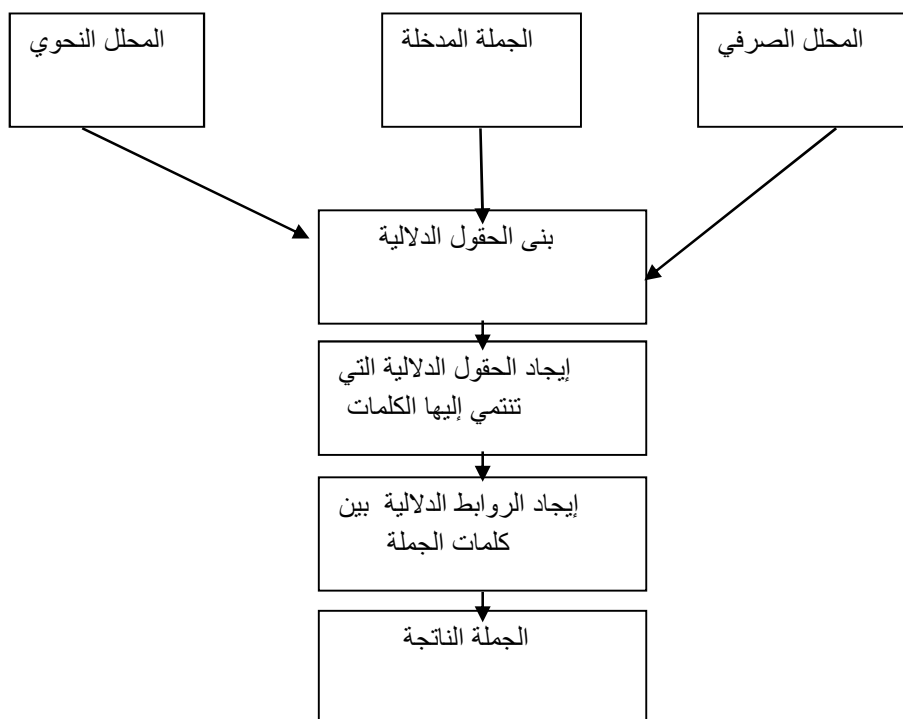 المحلل الصرفي
الجملة المدخلة
المحلل النحوي
بنى الحقول الدلالية
إيجاد الحقول الدلالية التي
تنتمي إليها الكلمات
إيجاد الروابط الدلالية بين
كلمات الجملة
الجملة الناتجة